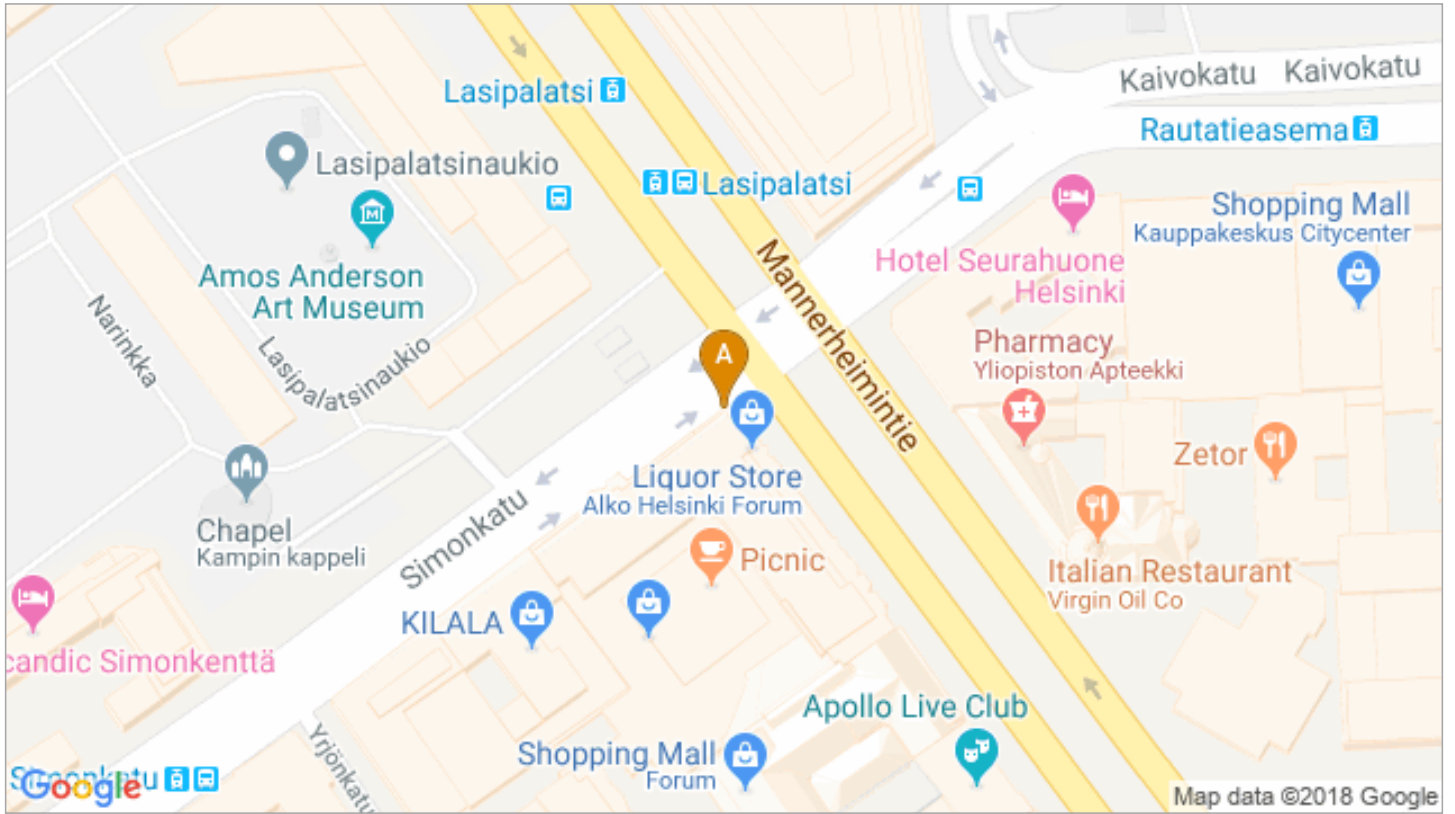 Kaivokatu Kaivokatu
Lasipalatsi
Rautatieasema
Lasipalatsinaukio
Lasipalatsi
Shopping Mall
Kauppakeskus Citycenter
Amos Anderson
Art Museum
Hotel Seurahuone
Helsinki
Mannerheimintie
Narinkka
Lasipalatsinaukio
A
Pharmacy
Yliopiston Apteekki
Zetor
Liquor Store
Alko Helsinki Forum
Chapel
Kampin kappeli
Simonkatu
Picnic
Italian Restaurant
Virgin Oil Co
KILALA
candic Simonkenttä
Apollo Live Club
Yrjönkatu
Shopping Mall
Forum
Simonkatu
Google
Map data ©2018 Google